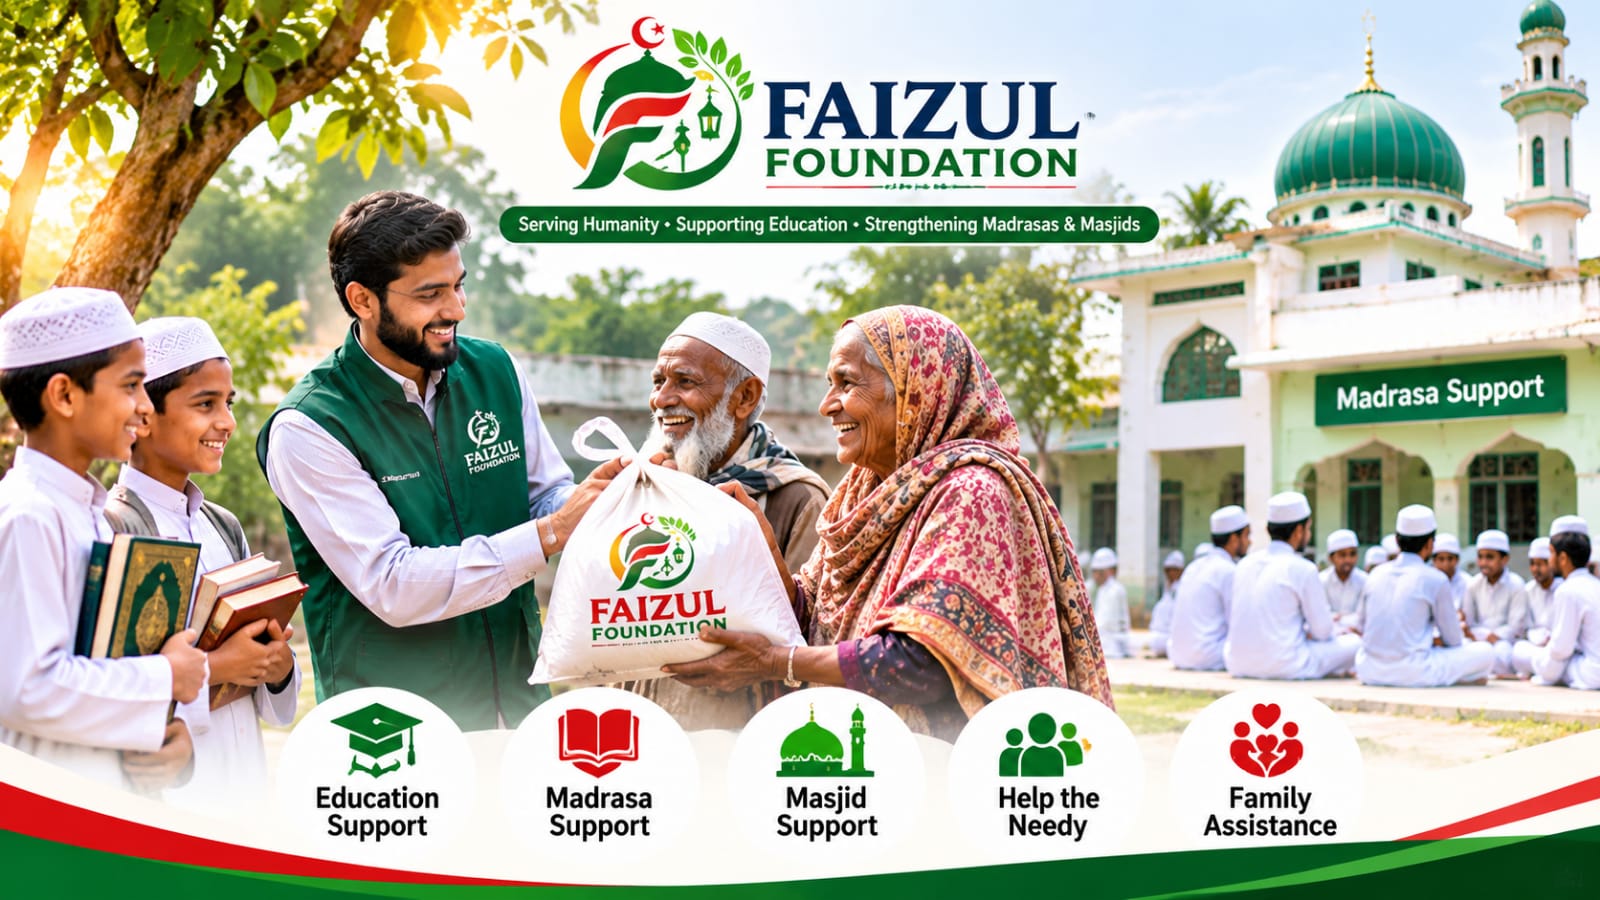 FAIZUL
FOUNDATION
Serving Humanity • Supporting Education • Strengthening Madrasas & Masjids
Madrasa Support
FAIZUL
FOUNDATION
FAIZUL
FOUNDATION
Education
Support
Madrasa
Support
Masjid
Support
Help the
Needy
Family
Assistance